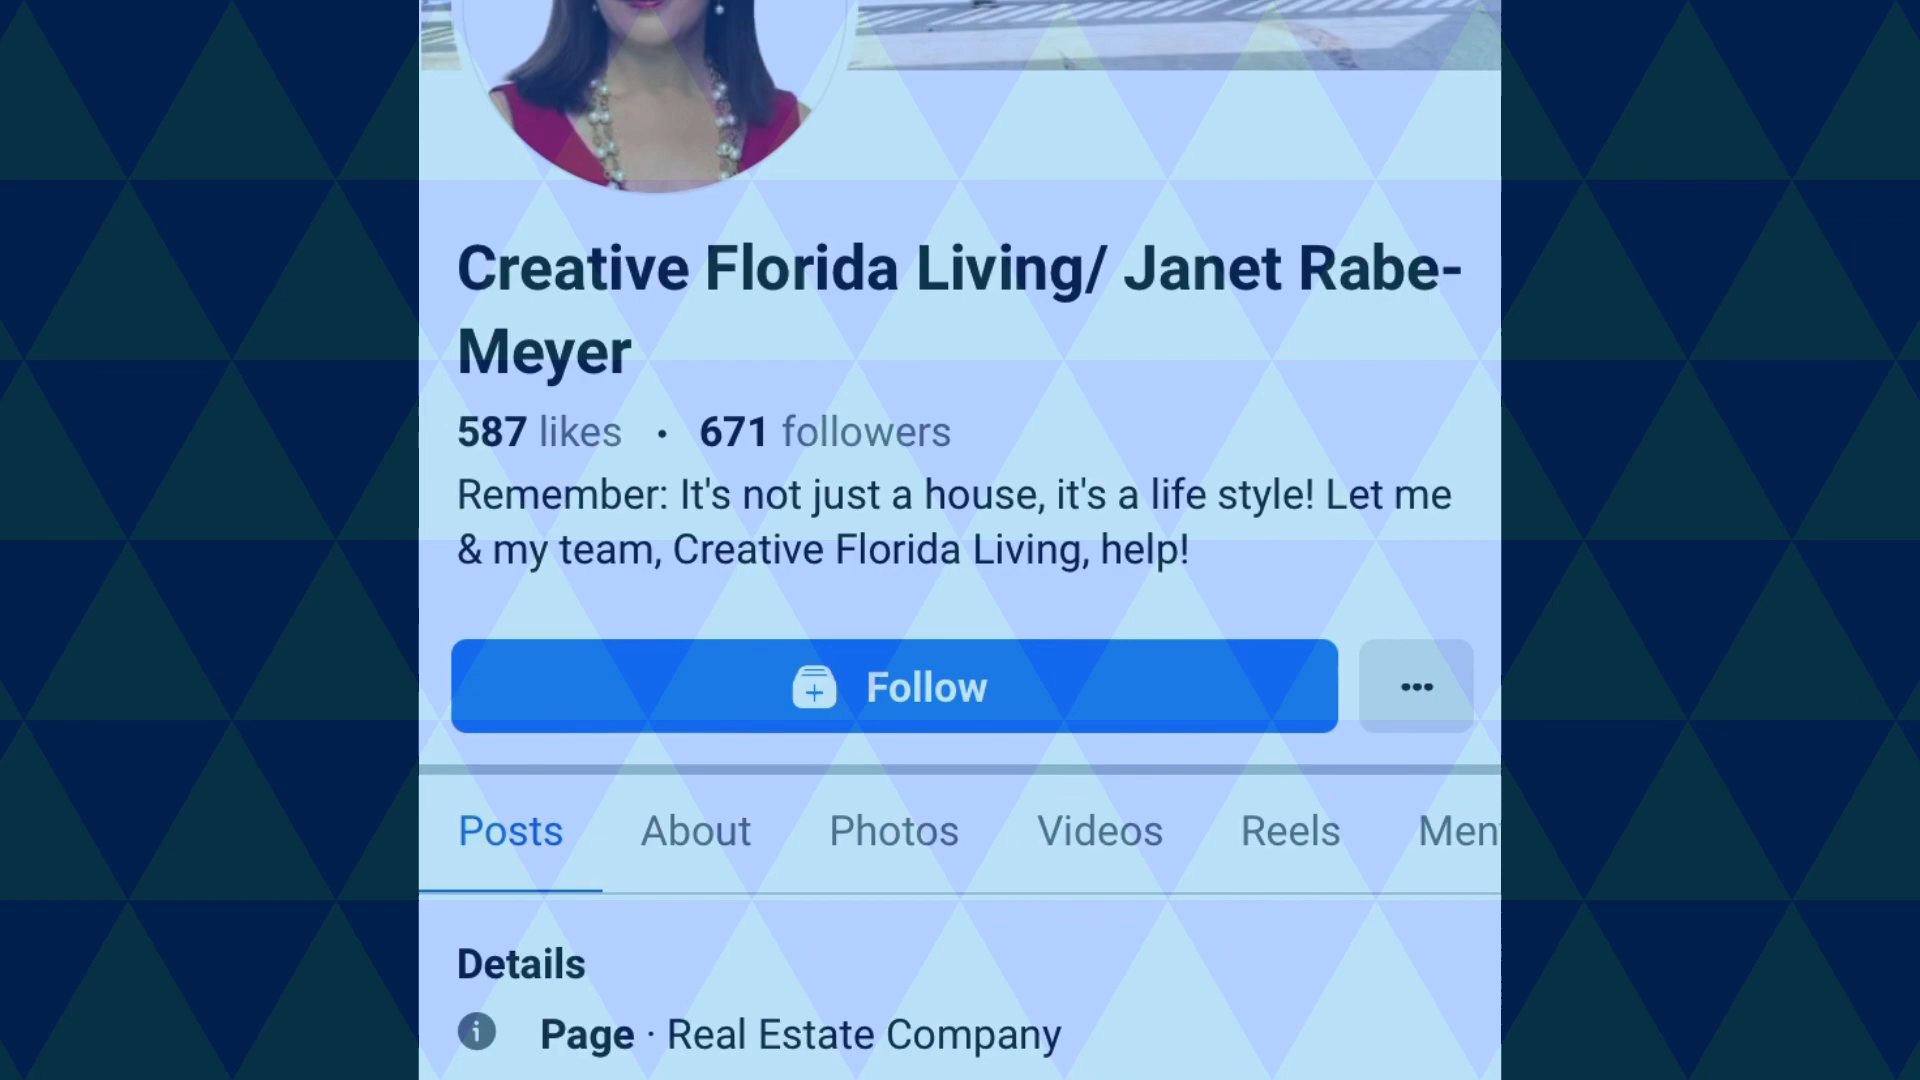 Creative Florida Living/ Janet Rabe-
Meyer
587 likes · 671 followers
Remember: It's not just a house, it's a life style! Let me
& my team, Creative Florida Living, help!
Follow
Posts About Photos Videos Reels Men
Details
Page · Real Estate Company